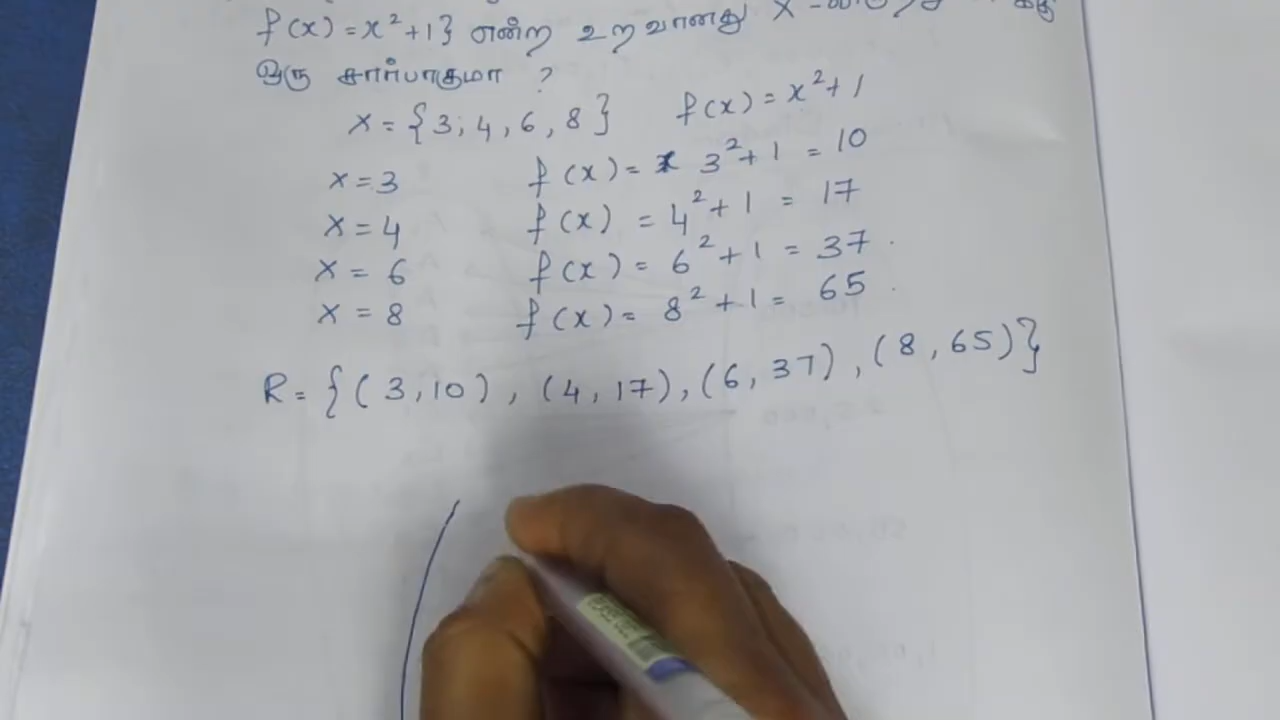 f(x) = x² + 1} என்ற உறவானது X -லிருந்து
ஒரு சார்பாகுமா ?
X = {3, 4, 6, 8} f(x) = x² + 1
x = 3 f(x) = 3² + 1 = 10
x = 4 f(x) = 4² + 1 = 17
x = 6 f(x) = 6² + 1 = 37
x = 8 f(x) = 8² + 1 = 65
R = {(3, 10), (4, 17), (6, 37), (8, 65)}